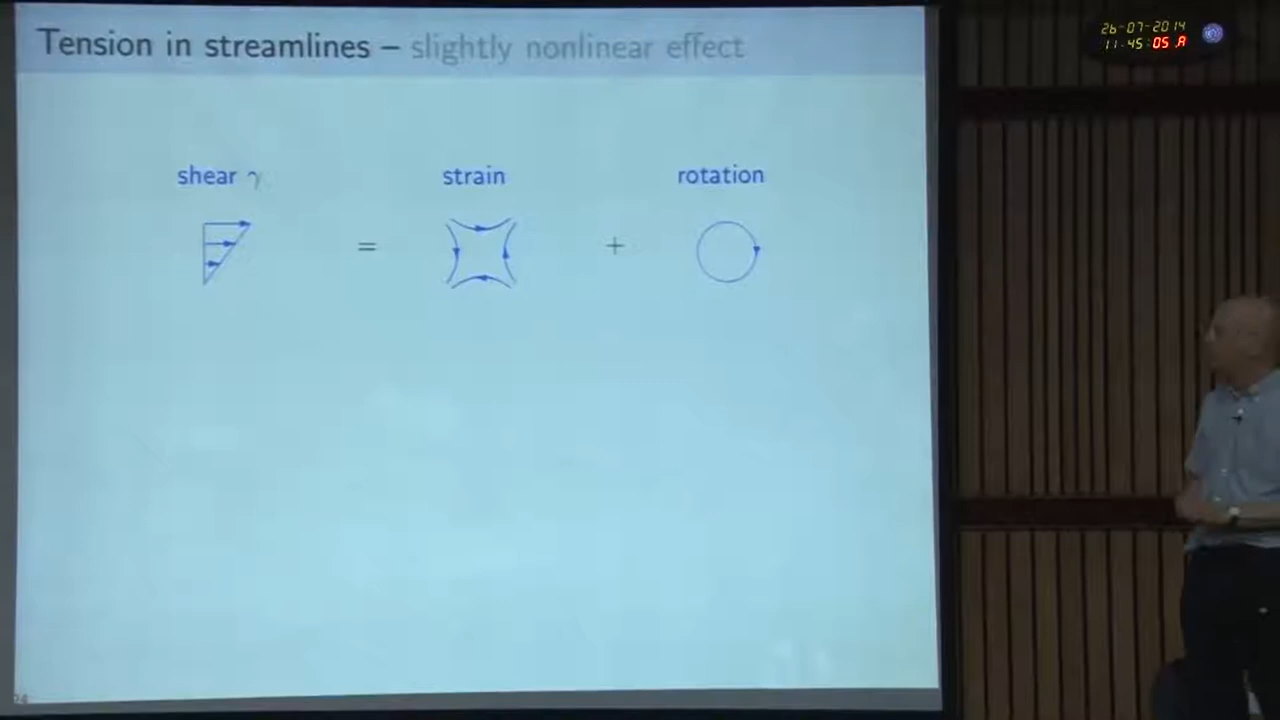 Tension in streamlines – slightly nonlinear effect
26-07-2014
11-45:05 A
shear γ
strain
rotation
=
+